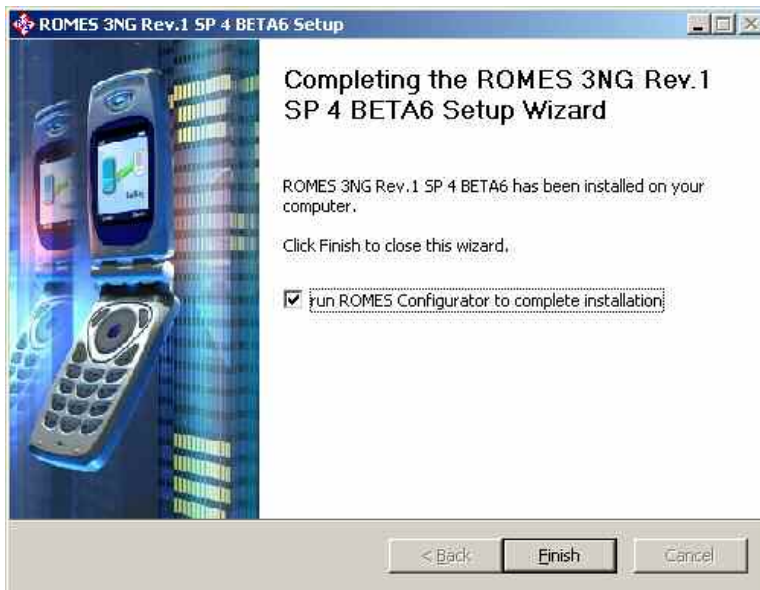 ROMES 3NG Rev.1 SP 4 BETA6 Setup
Completing the ROMES 3NG Rev.1
SP 4 BETA6 Setup Wizard
ROMES 3NG Rev.1 SP 4 BETA6 has been installed on your
computer.
Click Finish to close this wizard.
run ROMES Configurator to complete installation
< Back
Finish
Cancel